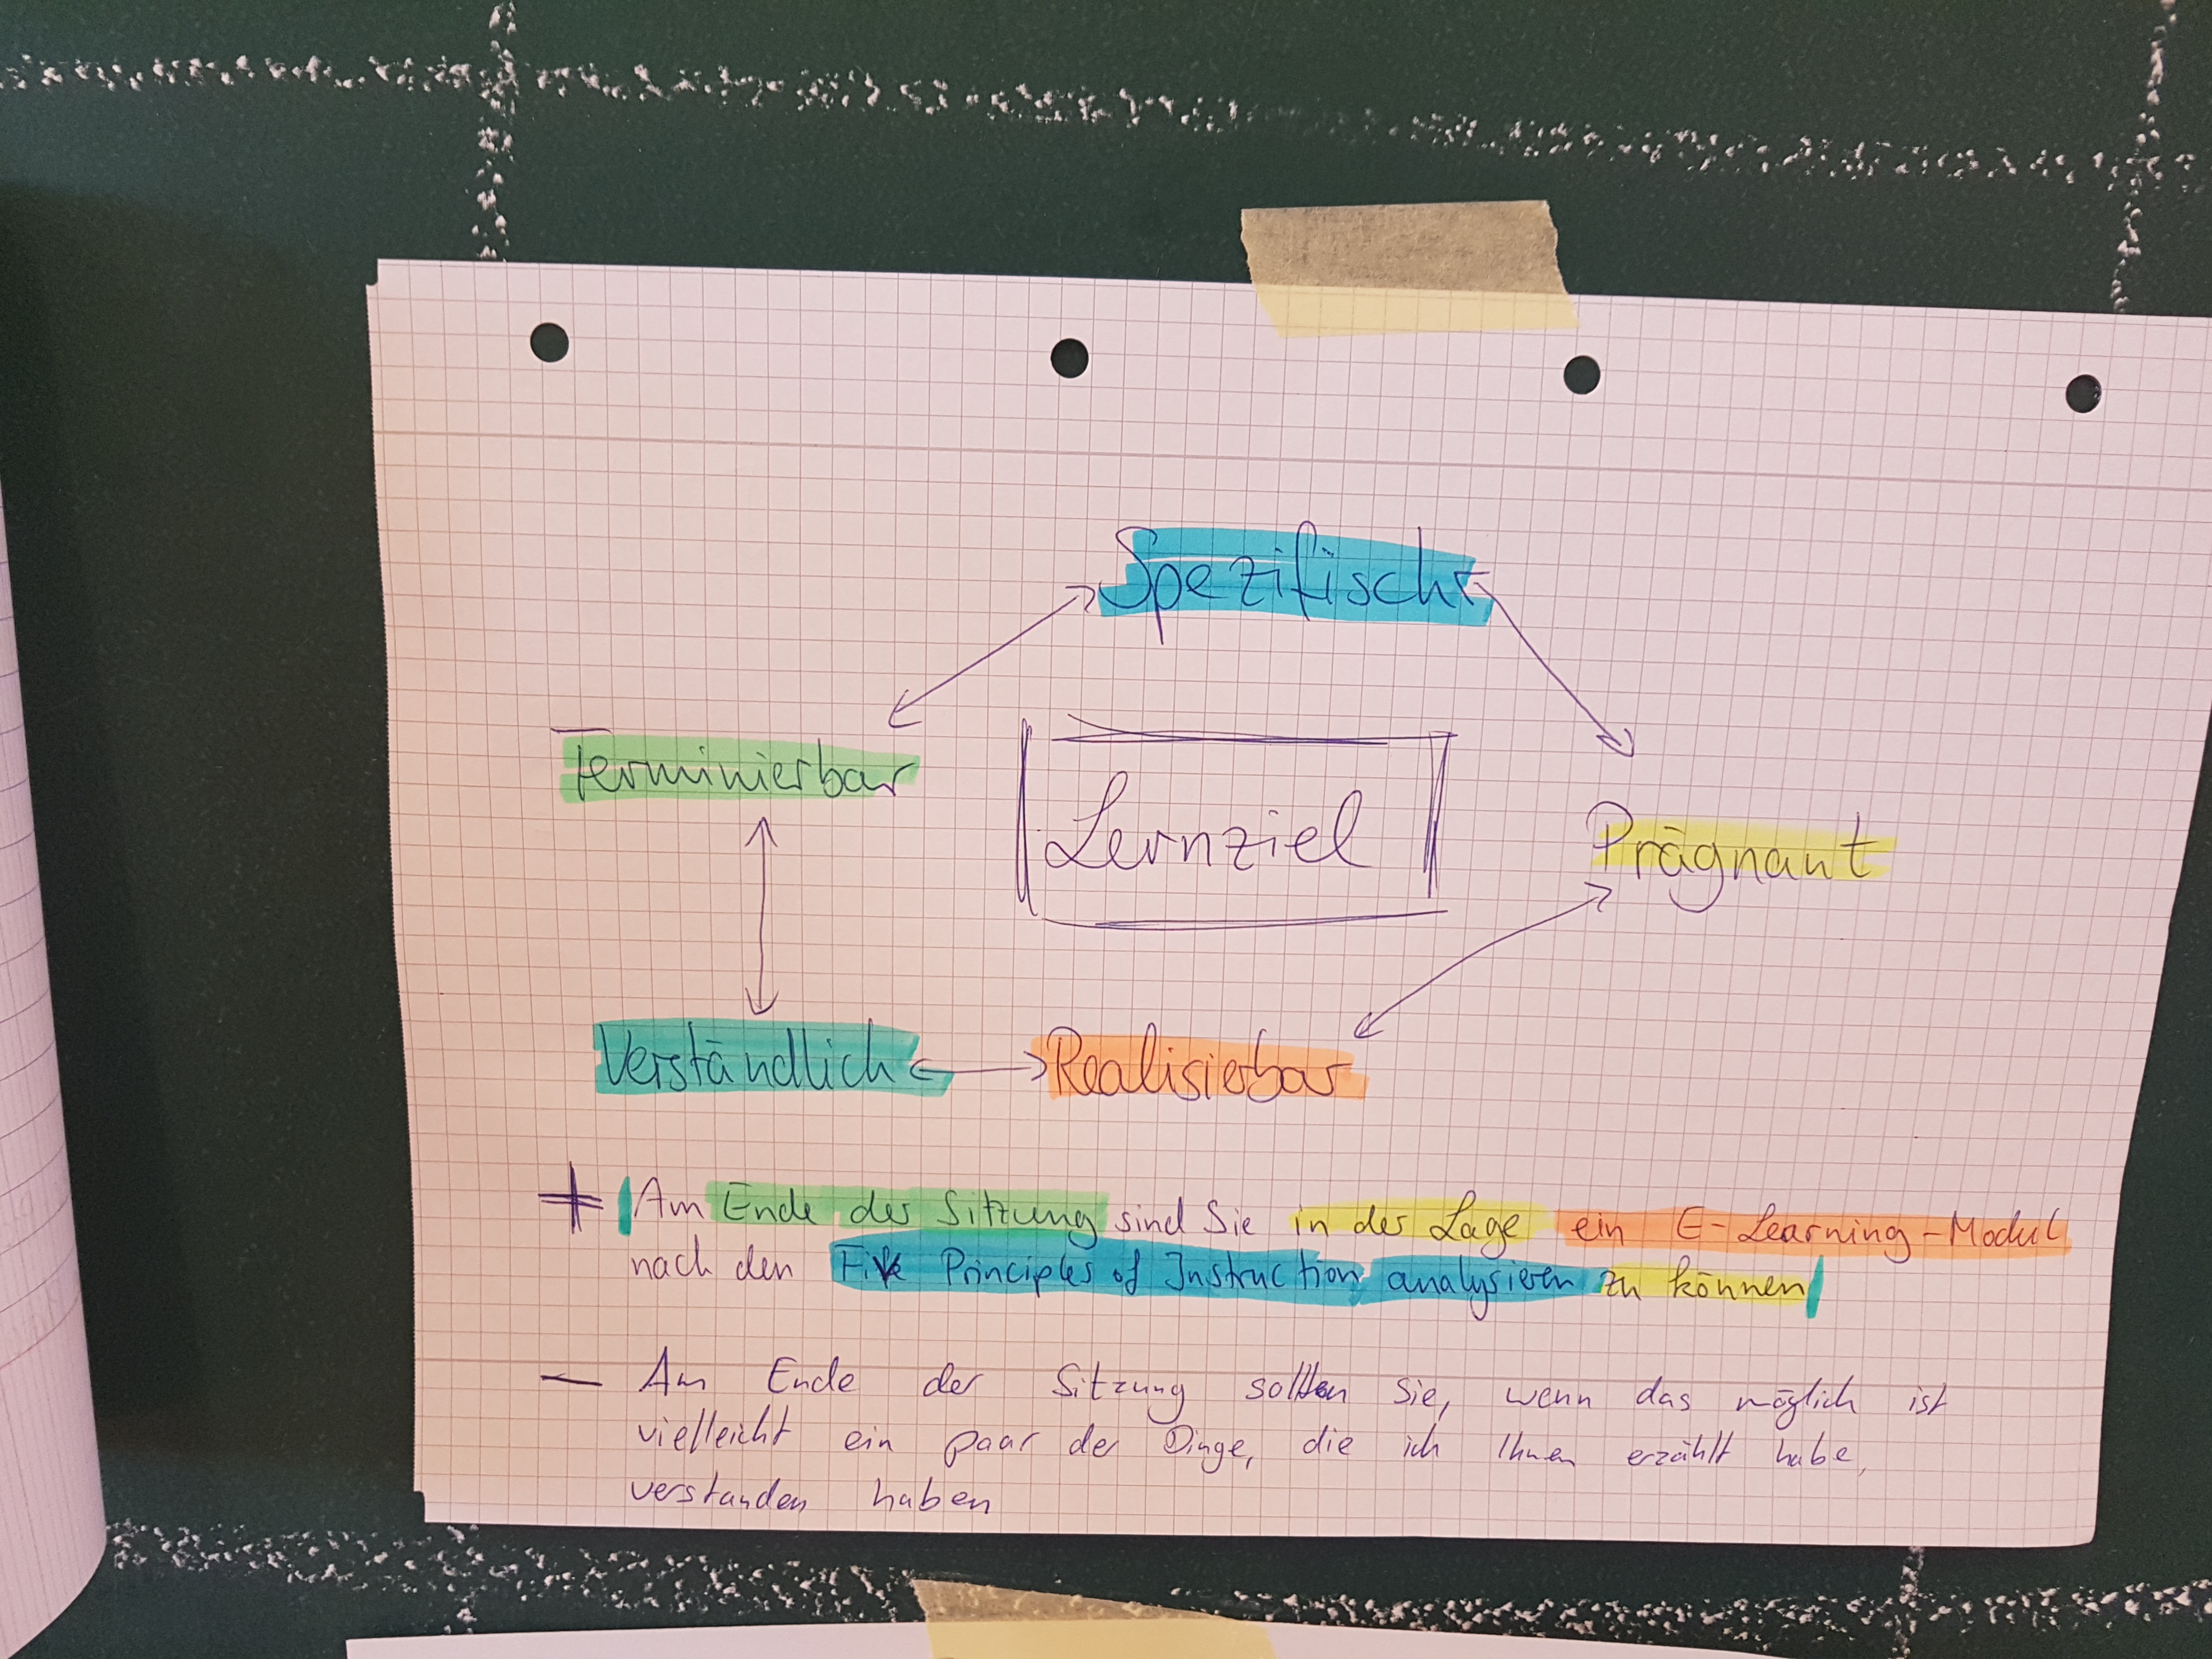 Spezifisch
Terminierbar
Lernziel
Prägnant
Verständlich
Realisierbar
+ Am Ende der Sitzung sind Sie in der Lage ein E-Learning-Modul
nach den Five Principles of Instruction analysieren zu können
— Am Ende der Sitzung sollten Sie, wenn das möglich ist
vielleicht ein paar der Dinge, die ich Ihnen erzählt habe,
verstanden haben